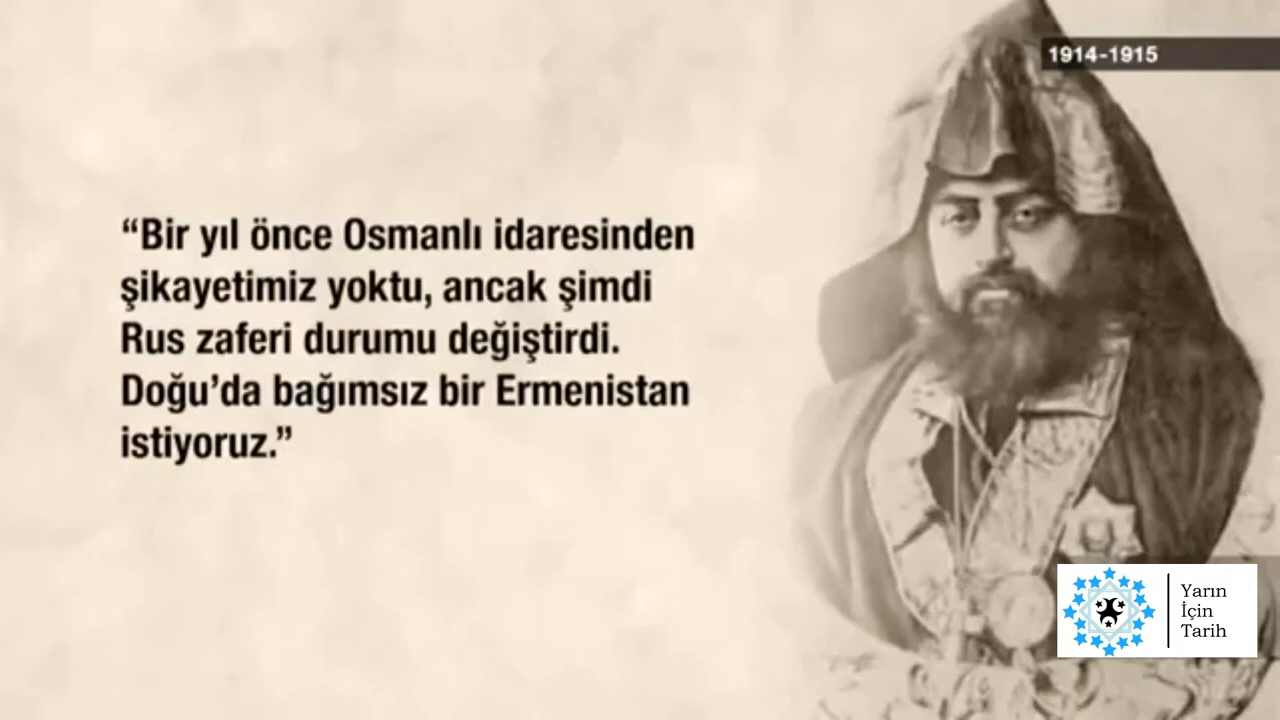 1914-1915
“Bir yıl önce Osmanlı idaresinden
şikayetimiz yoktu, ancak şimdi
Rus zaferi durumu değiştirdi.
Doğu’da bağımsız bir Ermenistan
istiyoruz.”
Yarın
İçin
Tarih